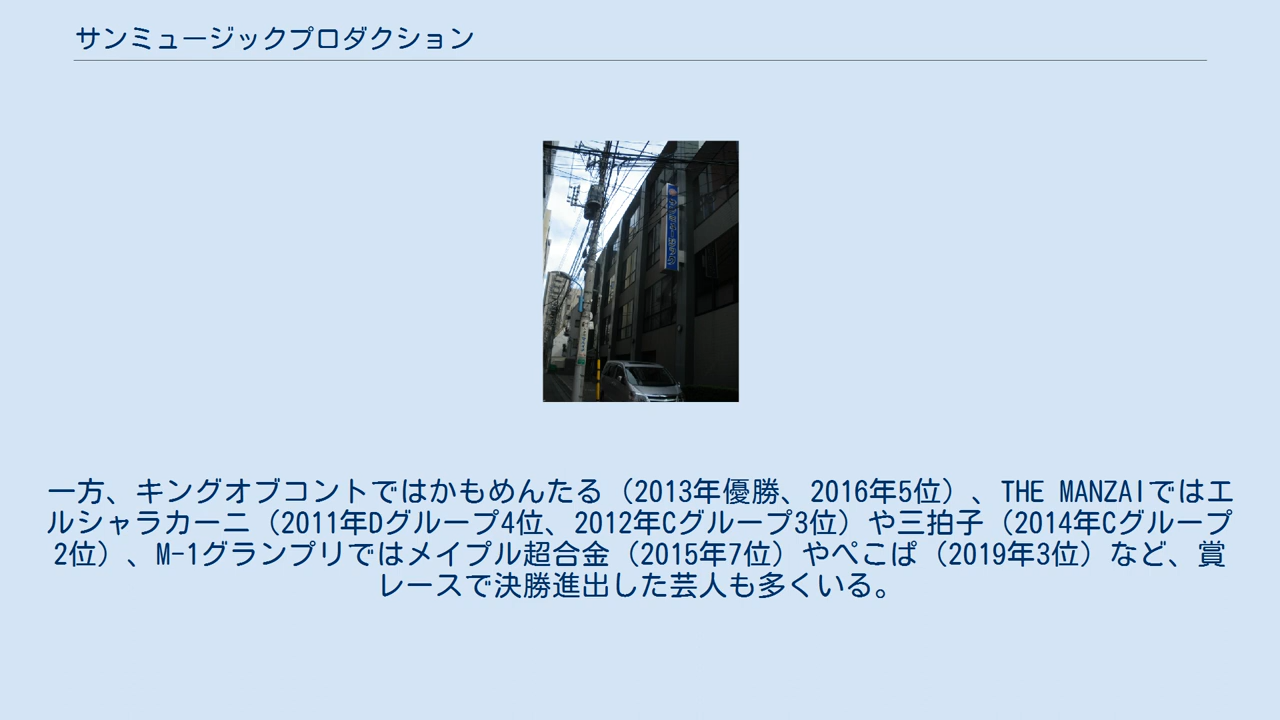 サンミュージックプロダクション
一方、キングオブコントではかもめんたる（2013年優勝、2016年5位）、THE MANZAIではエ
ルシャラカーニ（2011年Dグループ4位、2012年Cグループ3位）や三拍子（2014年Cグループ
2位）、M-1グランプリではメイプル超合金（2015年7位）やぺこぱ（2019年3位）など、賞
レースで決勝進出した芸人も多くいる。